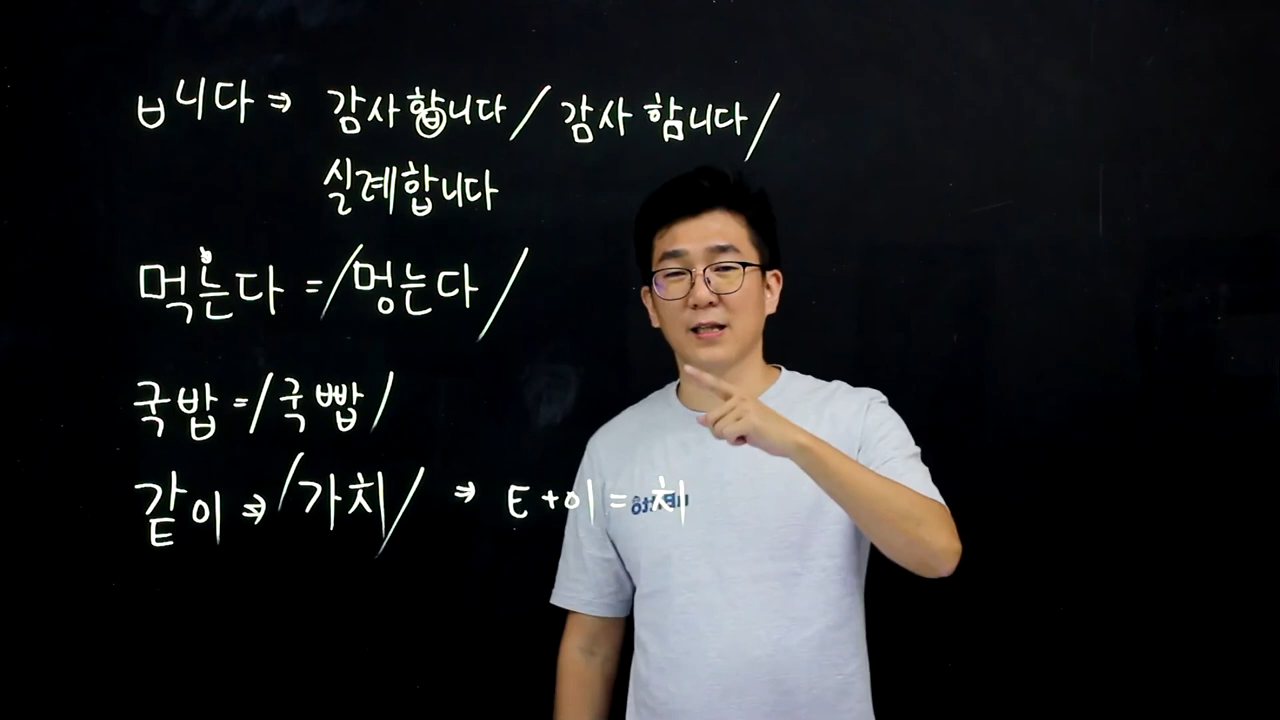 ㅂ니다 ⇒ 감사합니다 / 감사함니다 /
실례합니다
먹는다 = / 멍는다 /
국밥 = / 국빱 /
같이 ⇒ / 가치 / ⇒ ㅌ + 이 = 치